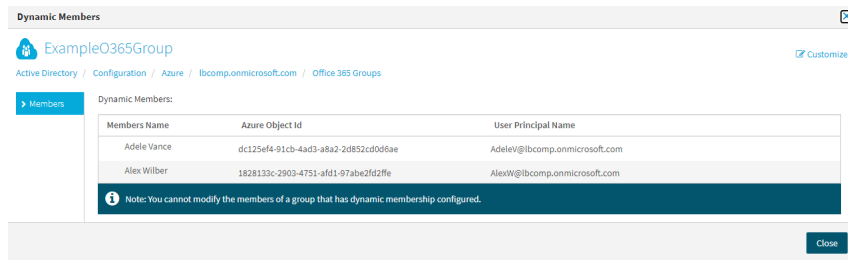 Dynamic Members
ExampleO365Group
Customize
Active Directory / Configuration / Azure / lbcomp.onmicrosoft.com / Office 365 Groups
Members
Dynamic Members:
Members Name Azure Object Id User Principal Name
Adele Vance dc125ef4-91cb-4ad3-a8a2-2d852cd0d6ae AdeleV@lbcomp.onmicrosoft.com
Alex Wilber 1828133c-2903-4751-afd1-97abe2fd2ffe AlexW@lbcomp.onmicrosoft.com
Note: You cannot modify the members of a group that has dynamic membership configured.
Close